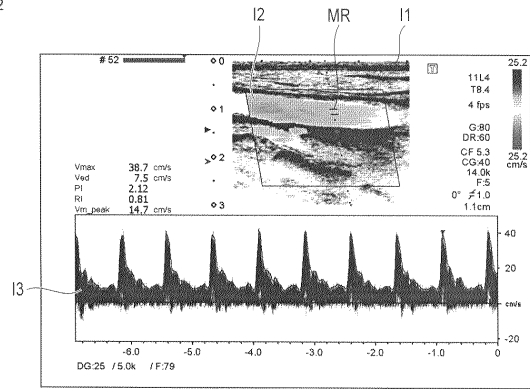 2
I2 MR I1
# 52
0
1
2
3
T
11L4
T8.4
4 fps
G:80
DR:60
CF 5.3
CG:40
14.0k
F:5
0° 1.0
1.1cm
25.2
25.2
cm/s
Vmax 38.7 cm/s
Ved 7.5 cm/s
PI 2.12
RI 0.81
Vm_peak 14.7 cm/s
I3
40
20
cm/s
-20
-6.0 -5.0 -4.0 -3.0 -2.0 -1.0 0
DG:25 / 5.0k / F:79